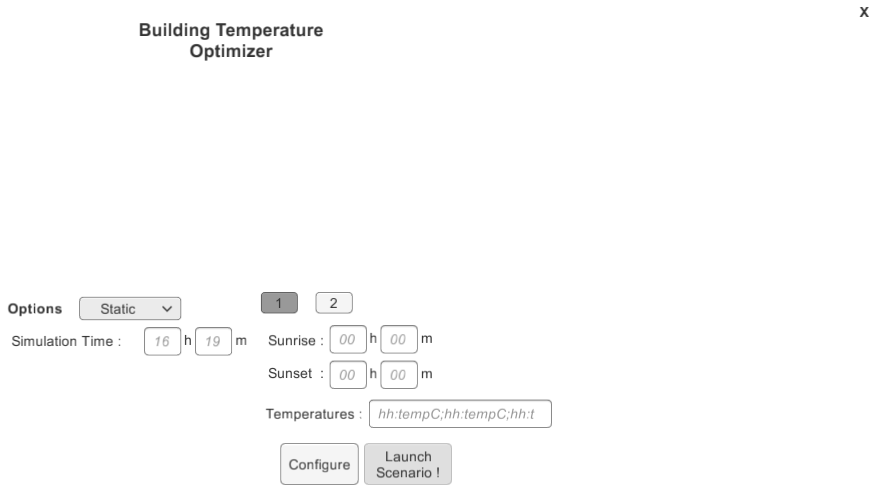 X
Building Temperature
Optimizer
Options Static 1 2
Simulation Time : 16 h 19 m Sunrise : 00 h 00 m
Sunset : 00 h 00 m
Temperatures : hh:tempC;hh:tempC;hh:t
Configure Launch
Scenario !